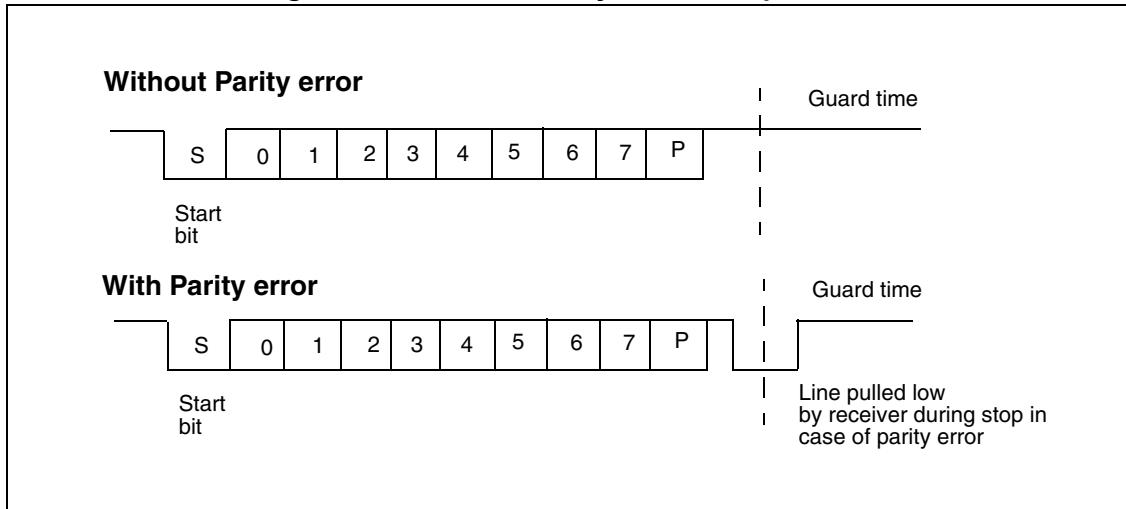 Without Parity error
Guard time
S 0 1 2 3 4 5 6 7 P
Start
bit
With Parity error
Guard time
S 0 1 2 3 4 5 6 7 P
Start
bit
Line pulled low
by receiver during stop in
case of parity error